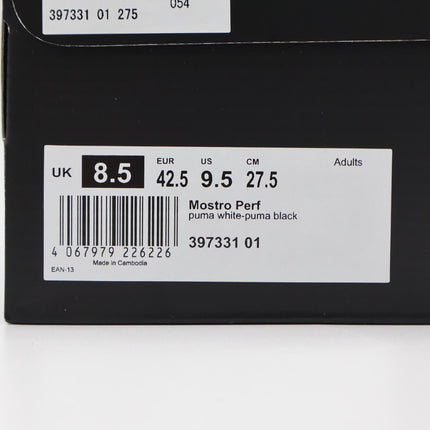 054
397331 01 275
UK 8.5 EUR 42.5 US 9.5 CM 27.5 Adults
Mostro Perf
puma white-puma black
397331 01
4 067979 226226
Made in Cambodia
EAN-13